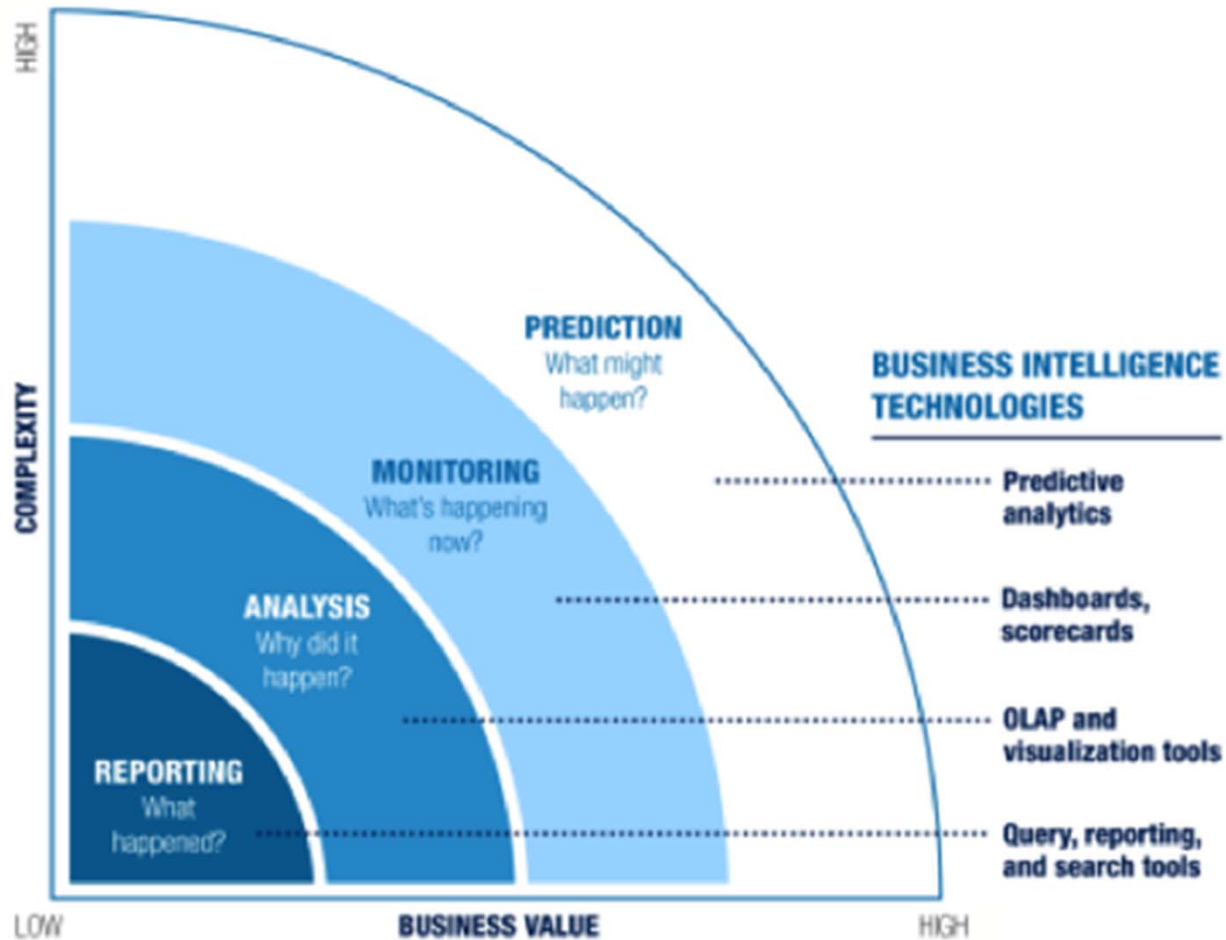 HIGH
COMPLEXITY
PREDICTION
What might
happen?
MONITORING
What's happening
now?
ANALYSIS
Why did it
happen?
REPORTING
What
happened?
BUSINESS INTELLIGENCE
TECHNOLOGIES
Predictive
analytics
Dashboards,
scorecards
OLAP and
visualization tools
Query, reporting,
and search tools
LOW
BUSINESS VALUE
HIGH